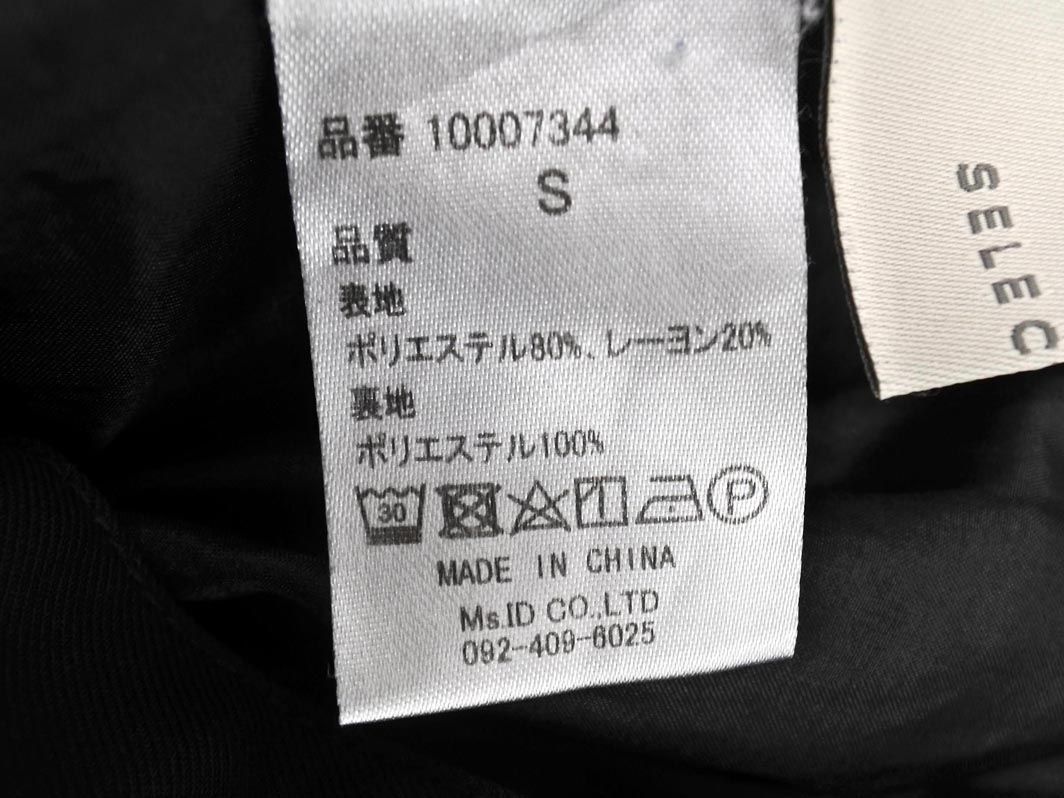 品番 10007344
S
品質
表地
ポリエステル80%、レーヨン20%
裏地
ポリエステル100%
30
P
MADE IN CHINA
Ms.ID CO.,LTD
092-409-6025
SELEC